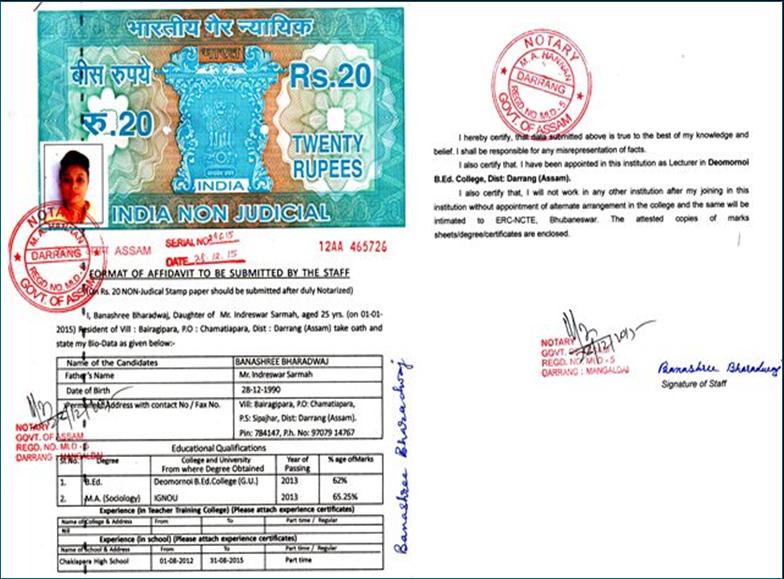 भारतीय गैर न्यायिक
बीस रुपये
Rs.20
रु.20
TWENTY
RUPEES
INDIA
INDIA NON JUDICIAL
NOTARY
M. A. HANNAN
DARRANG
REGD. NO. MLD - 5
GOVT. OF ASSAM
ASSAM
SERIAL NO
DATE 28.12.15
12AA 465726
FORMAT OF AFFIDAVIT TO BE SUBMITTED BY THE STAFF
(On Rs. 20 NON-Judicial Stamp paper should be submitted after duly Notarized)
I, Banashree Bharadwaj, Daughter of Mr. Indreswar Sarmah, aged 25 yrs. (on 01-01-
2015) Resident of Vill : Bairagipara, P.O : Chamatiapara, Dist : Darrang (Assam) take oath and
state my Bio-Data as given below:-
Name of the Candidates BANASHREE BHARADWAJ
Father's Name Mr. Indreswar Sarmah
Date of Birth 28-12-1990
Permanent Address with contact No / Fax No. Vill: Bairagipara, P.O: Chamatiapara,
P.S: Sipajhar, Dist: Darrang (Assam).
Pin: 784147, P.h. No: 97079 14767
NOTARY
GOVT. OF ASSAM
REGD. NO. MLD - 5
DARRANG MANGALDAI
Educational Qualifications
Sl.No. Degree College and University From where Degree Obtained Year of Passing % age of Marks
1. B.Ed. Deomornoi B.Ed.College (G.U.) 2013 62%
2. M.A. (Sociology) IGNOU 2013 65.25%
Experience (In Teacher Training College) (Please attach experience certificates)
Name of College & Address From To Part time / Regular
Nil
Experience (In school) (Please attach experience certificates)
Name of School & Address From To Part time / Regular
Chaklapara High School 01-08-2012 31-08-2015 Part time
Banashree Bharadwaj
NOTARY
M. A. HANNAN
DARRANG
REGD. NO. MLD - 5
GOVT. OF ASSAM
I hereby certify, that data submitted above is true to the best of my knowledge and
belief. I shall be responsible for any misrepresentation of facts.
I also certify that. I have been appointed in this institution as Lecturer in Deomornoi
B.Ed. College, Dist: Darrang (Assam).
I also certify that, I will not work in any other institution after my joining in this
institution without appointment of alternate arrangement in the college and the same will be
intimated to ERC-NCTE, Bhubaneswar. The attested copies of marks
sheets/degree/certificates are enclosed.
NOTARY
GOVT. OF ASSAM
REGD. NO. MLD - 5
DARRANG : MANGALDAI
Banashree Bharadwaj
Signature of Staff